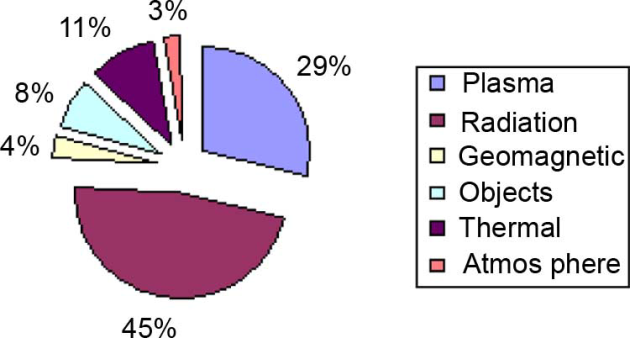 3%
11%
29%
8%
4%
45%
Plasma
Radiation
Geomagnetic
Objects
Thermal
Atmos phere